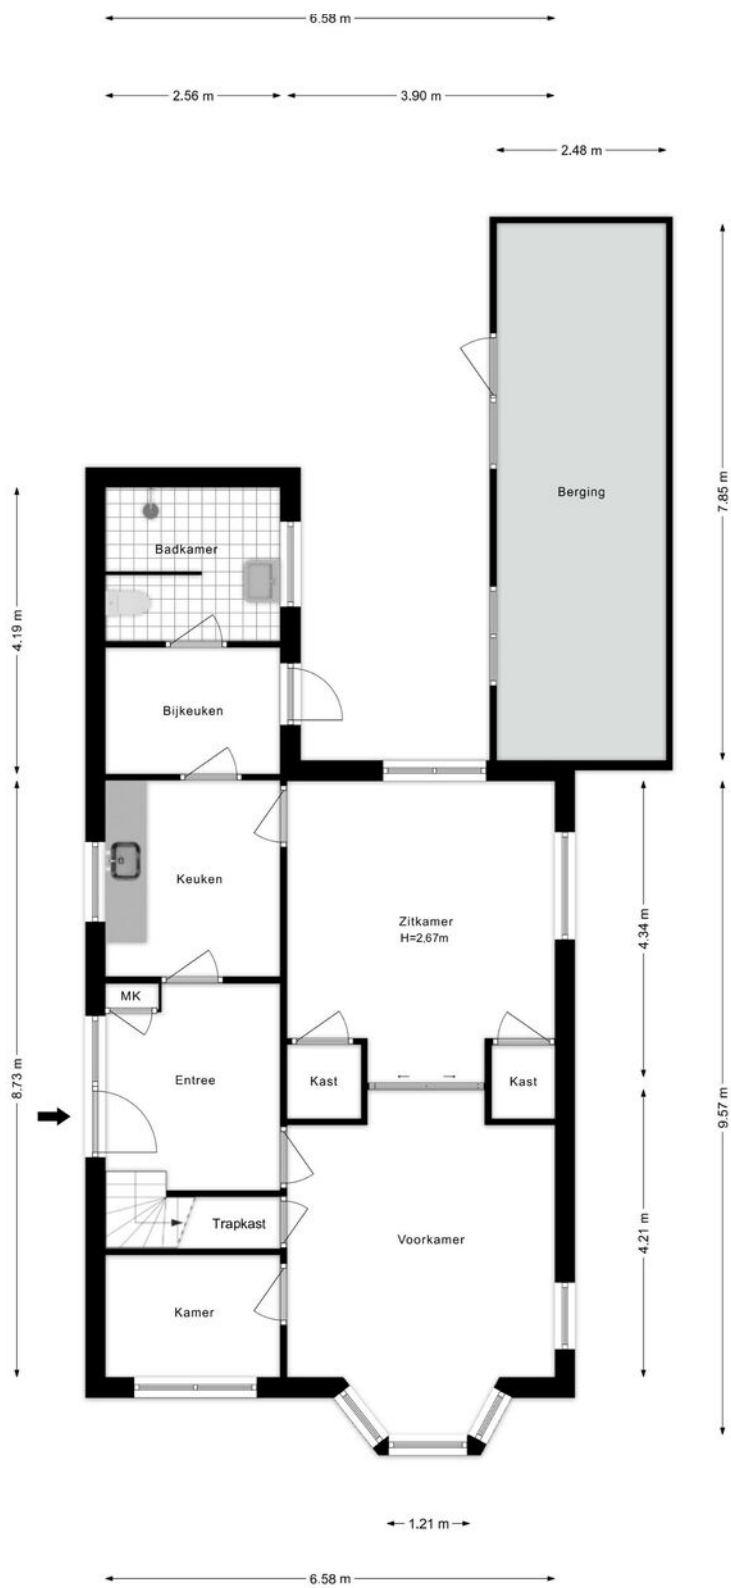 6.58 m
2.56 m
3.90 m
2.48 m
Berging
7.85 m
Badkamer
4.19 m
Bijkeuken
Keuken
Zitkamer
H=2,67m
4.34 m
MK
Entree
Kast
Kast
8.73 m
9.57 m
Trapkast
Voorkamer
4.21 m
Kamer
1.21 m
6.58 m